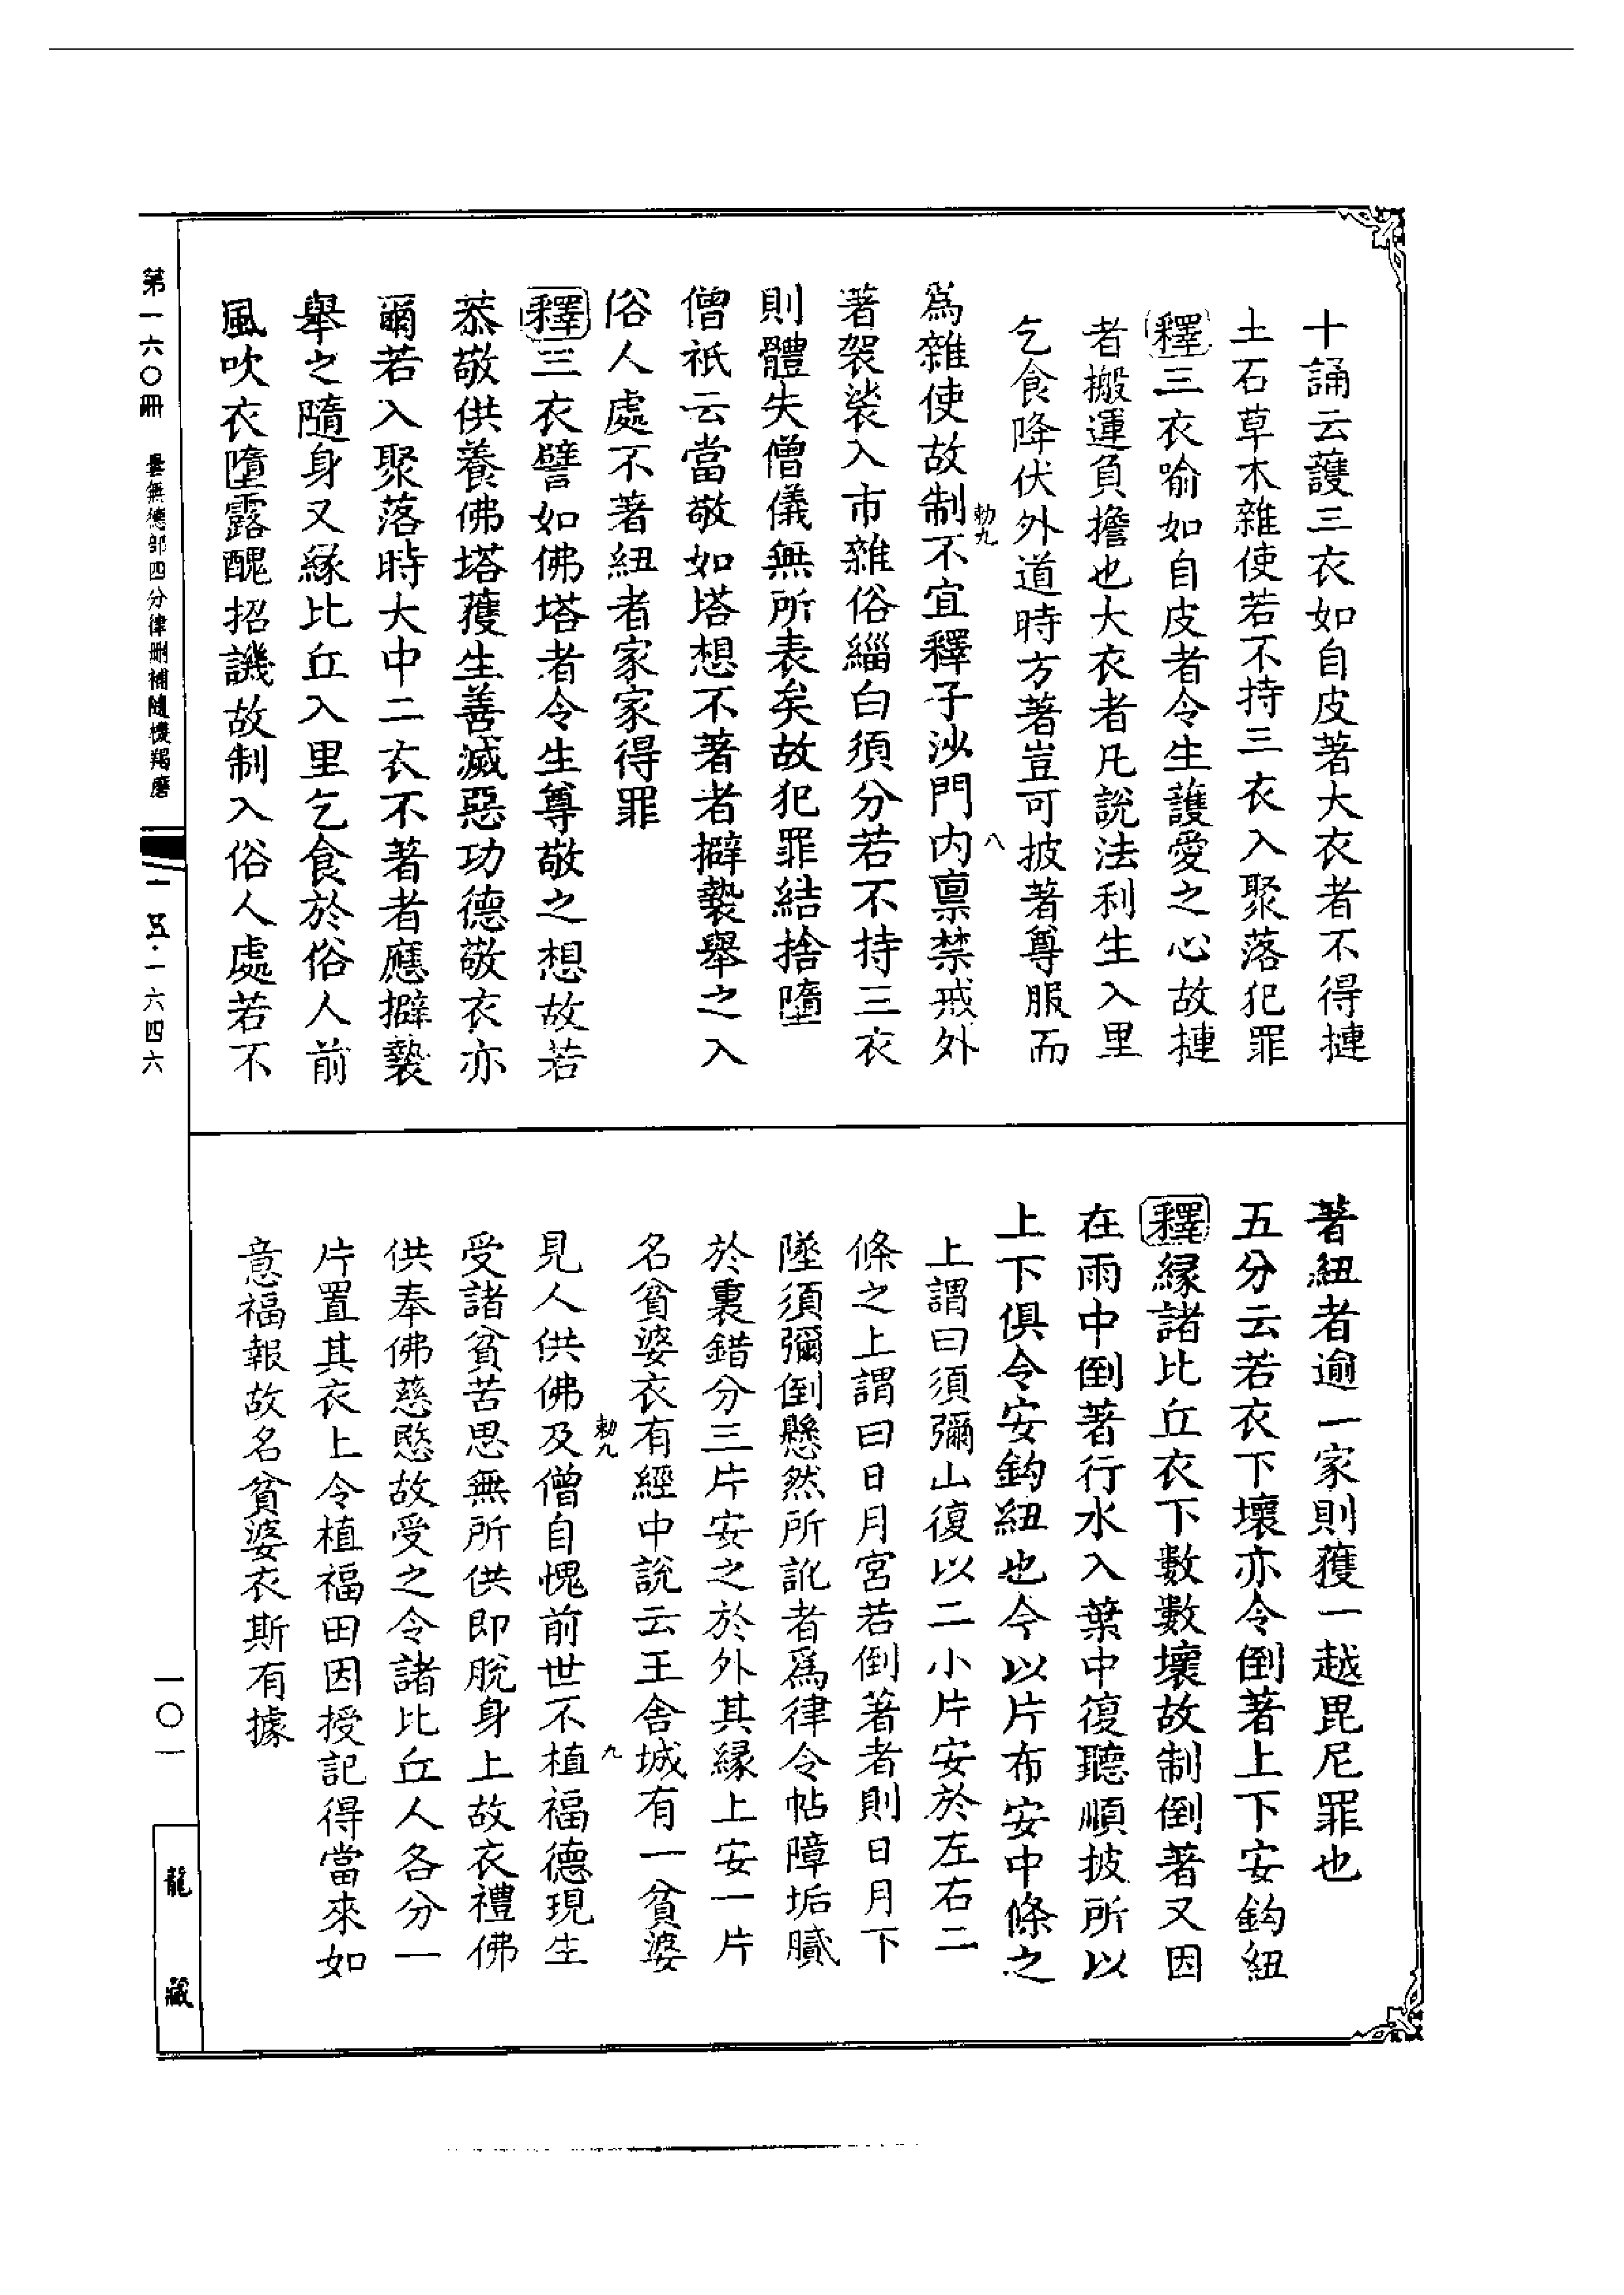 十誦云護三衣如自皮著大衣者不得摙
土石草木雜使若不持三衣入聚落犯罪
釋三衣喻如自皮者令生護愛之心故摙
者搬運負擔也大衣者凡說法利生入里
乞食降伏外道時方著豈可披著尊服而
勅九 八
為雜使故制不宜釋子沙門內禀禁戒外
著袈裟入市雜俗緇白須分若不持三衣
則體失僧儀無所表矣故犯罪結捨墮
僧祇云當敬如塔想不著者擗褺舉之入
俗人處不著紐者家家得罪
釋三衣譬如佛塔者令生尊敬之想故若
恭敬供養佛塔獲生善滅惡功德敬衣亦
爾若入聚落時大中二衣不著者應擗褺
舉之隨身又緣比丘入里乞食於俗人前
風吹衣墮露醜招譏故制入俗人處若不
著紐者逾一家則獲一越毘尼罪也
五分云若衣下壞亦令倒著上下安鈎紐
釋緣諸比丘衣下數數壞故制倒著又因
在雨中倒著行水入葉中復聽順披所以
上下俱令安鈎紐也今以片布安中條之
上謂曰須彌山復以二小片安於左右二
條之上謂曰日月宮若倒著者則日月下
墜須彌倒懸然所訛者為律令帖障垢膩
於裏錯分三片安之於外其緣上安一片
名貧婆衣有經中說云王舍城有一貧婆
勅九 九
見人供佛及僧自愧前世不植福德現生
受諸貧苦思無所供即脫身上故衣禮佛
供奉佛慈愍故受之令諸比丘人各分一
片置其衣上令植福田因授記得當來如
意福報故名貧婆衣斯有據
第一六〇冊 曇無德部四分律刪補隨機羯磨
一五·一六四六
一〇一
龍藏